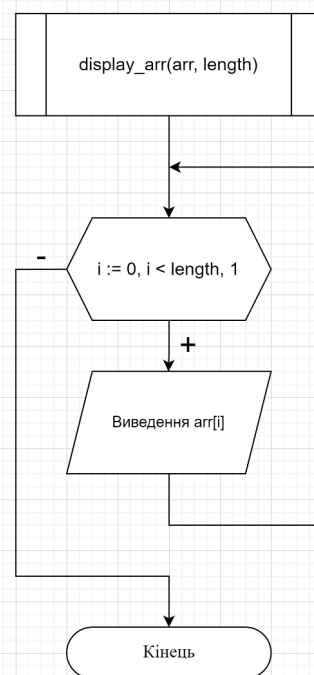 display_arr(arr, length)
-
i := 0, i < length, 1
+
Виведення arr[i]
Кінець